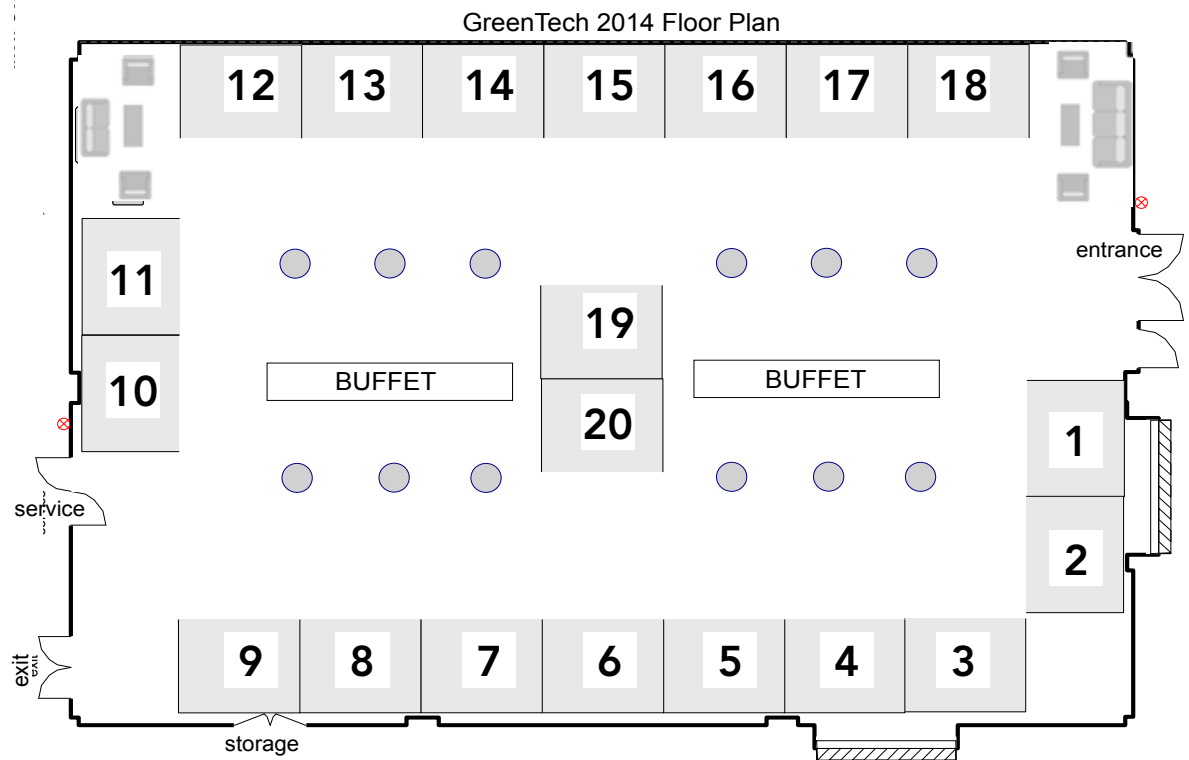 GreenTech 2014 Floor Plan
12 13 14 15 16 17 18
entrance
11
19
10
BUFFET
BUFFET
20
1
service
2
exit
exit
9 8 7 6 5 4 3
storage